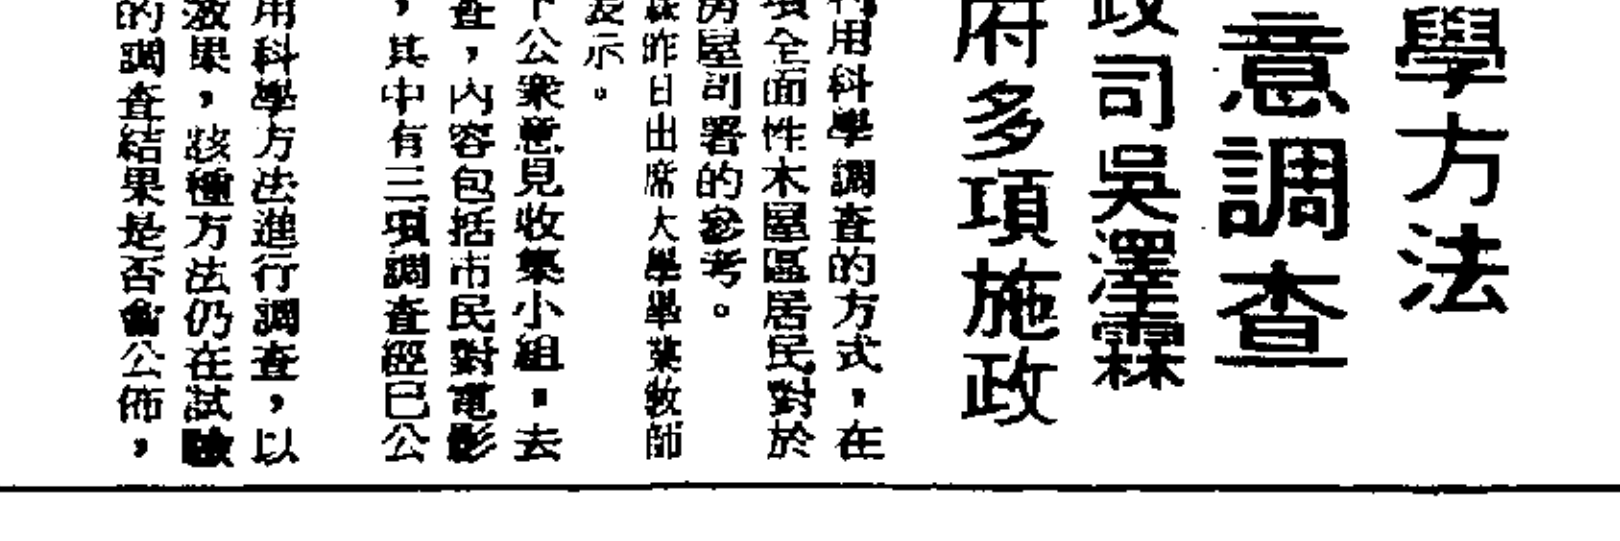 學方法
意調查
政司吳澤霖
府多項施政
利用科學調查的方式，在
項全面性木屋區居民對於
房屋司署的參考。
霖昨日出席大學畢業教師
表示。
下公衆意見收集小組，去
查，內容包括市民對電影
，其中有三項調查經已公
用科學方法進行調查，以
效果，該種方法仍在試驗
的調查結果是否會公佈，